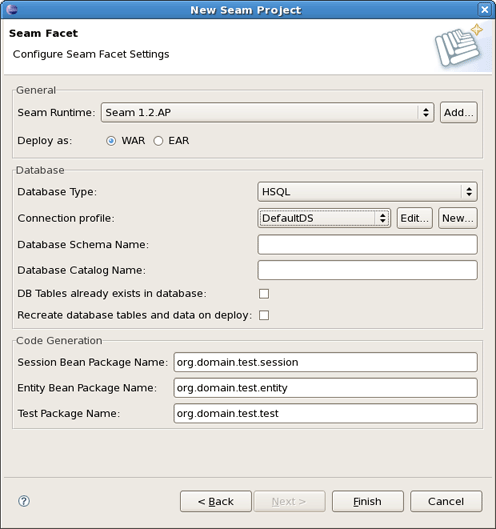 New Seam Project
Seam Facet
Configure Seam Facet Settings
General
Seam Runtime: Seam 1.2.AP Add...
Deploy as: WAR EAR
Database
Database Type: HSQL
Connection profile: DefaultDS Edit... New...
Database Schema Name:
Database Catalog Name:
DB Tables already exists in database:
Recreate database tables and data on deploy:
Code Generation
Session Bean Package Name: org.domain.test.session
Entity Bean Package Name: org.domain.test.entity
Test Package Name: org.domain.test.test
? < Back Next > Finish Cancel